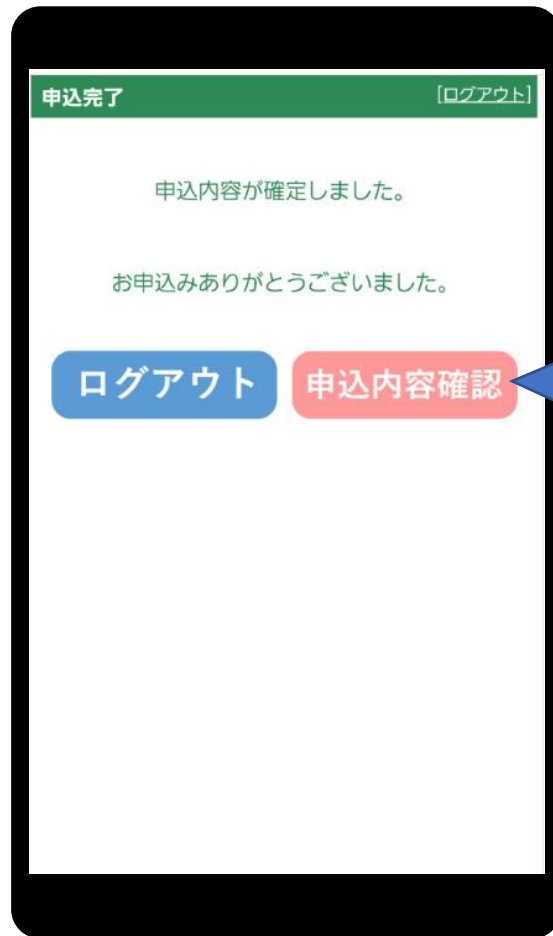 申込完了 [ログアウト]
申込内容が確定しました。
お申込みありがとうございました。
ログアウト 申込内容確認